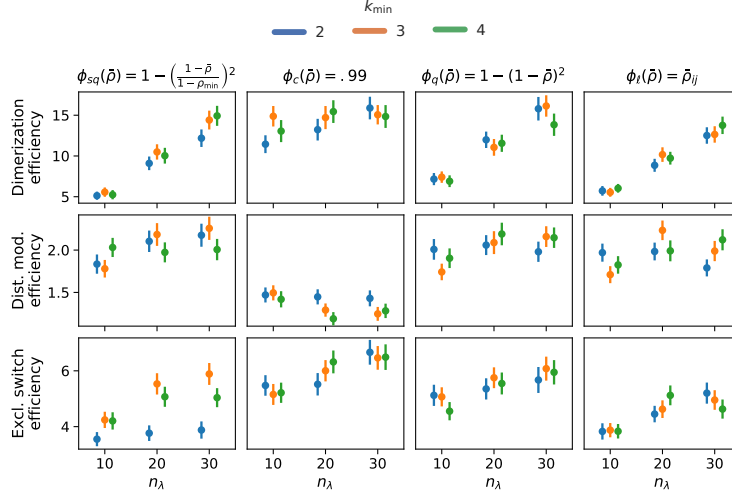 k_min
2 3 4
ϕ_sq(ρ̄) = 1 − ((1−ρ̄)/(1−ρ_min))² ϕ_c(ρ̄) = .99 ϕ_q(ρ̄) = 1 − (1 − ρ̄)² ϕ_ℓ(ρ̄) = ρ̄_ij
Dimerization
efficiency
15
10
5
Dist. mod.
efficiency
2.0
1.5
Excl. switch
efficiency
6
4
10 20 30 10 20 30 10 20 30 10 20 30
n_λ n_λ n_λ n_λ